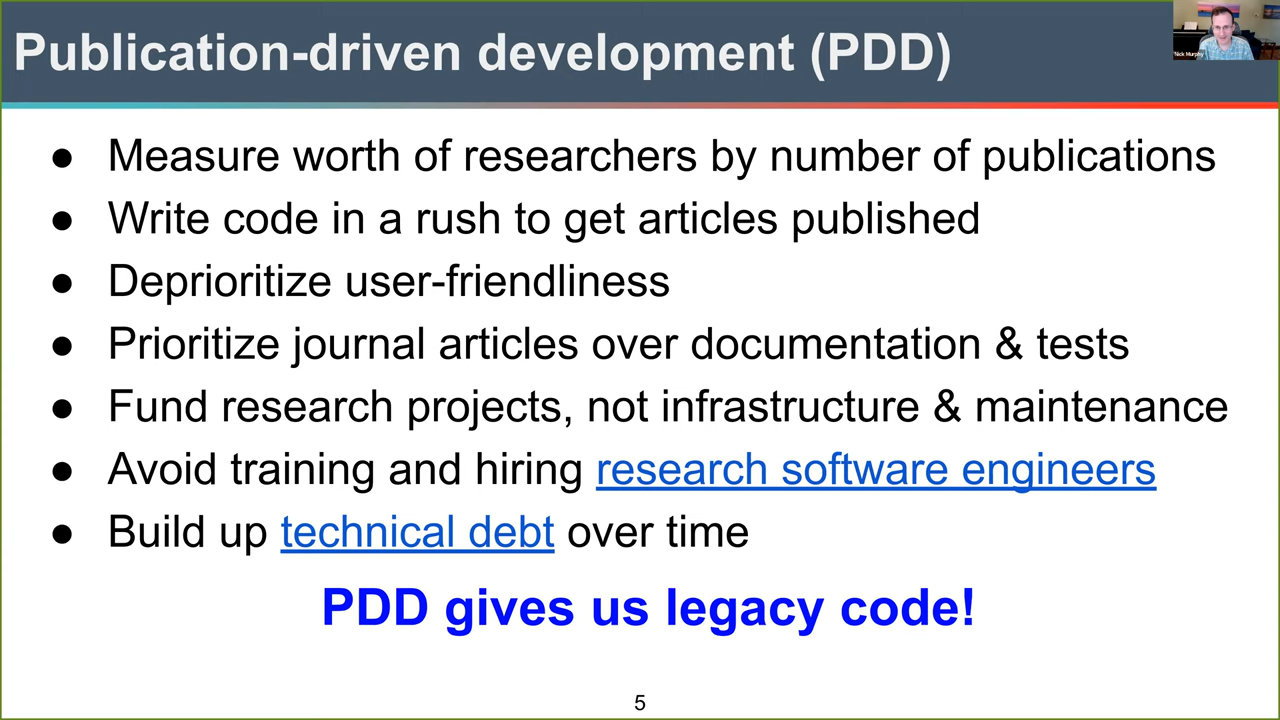 Publication-driven development (PDD)
Nick Murphy
● Measure worth of researchers by number of publications
● Write code in a rush to get articles published
● Deprioritize user-friendliness
● Prioritize journal articles over documentation & tests
● Fund research projects, not infrastructure & maintenance
● Avoid training and hiring research software engineers
● Build up technical debt over time
PDD gives us legacy code!
5